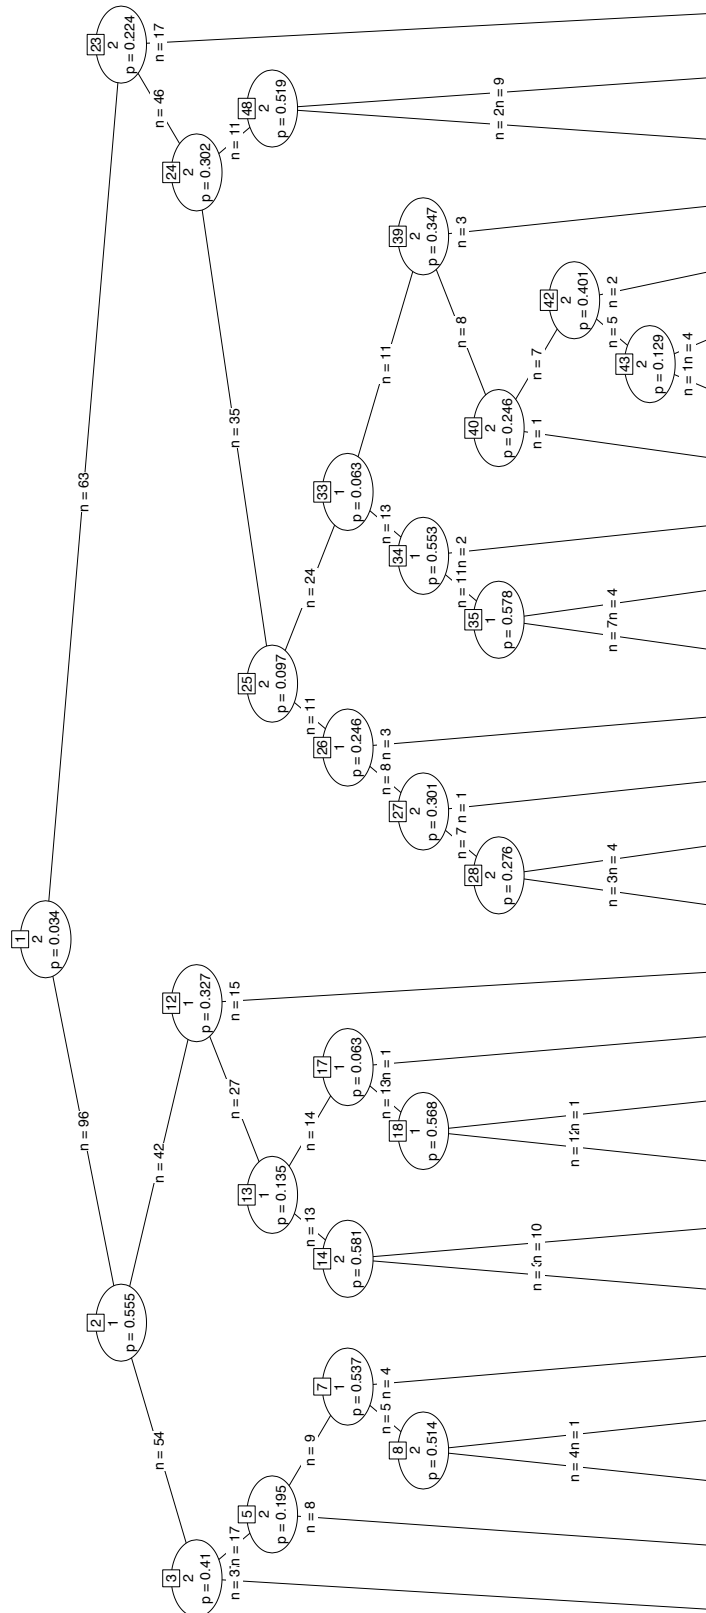 1
2
p = 0.034
n = 96
n = 63
2
1
p = 0.555
n = 54
n = 42
3
2
p = 0.41
n = 17
5
2
p = 0.195
n = 8
n = 9
7
1
p = 0.537
n = 5
n = 4
8
2
p = 0.514
n = 4
n = 1
12
1
p = 0.327
n = 27
n = 15
13
1
p = 0.135
n = 13
n = 14
14
2
p = 0.581
n = 10
17
1
p = 0.063
n = 13
n = 1
18
1
p = 0.568
n = 1
23
2
p = 0.224
n = 46
n = 17
24
2
p = 0.302
n = 35
n = 11
25
2
p = 0.097
n = 11
n = 24
26
1
p = 0.246
n = 8
n = 3
27
2
p = 0.301
n = 7
n = 1
28
2
p = 0.276
n = 3
n = 4
33
1
p = 0.063
n = 13
n = 11
34
1
p = 0.553
n = 11
n = 2
35
1
p = 0.578
n = 7
n = 4
39
2
p = 0.347
n = 8
n = 3
40
2
p = 0.246
n = 1
n = 7
42
2
p = 0.401
n = 5
n = 2
43
2
p = 0.129
n = 1
n = 4
48
2
p = 0.519
n = 2
n = 9